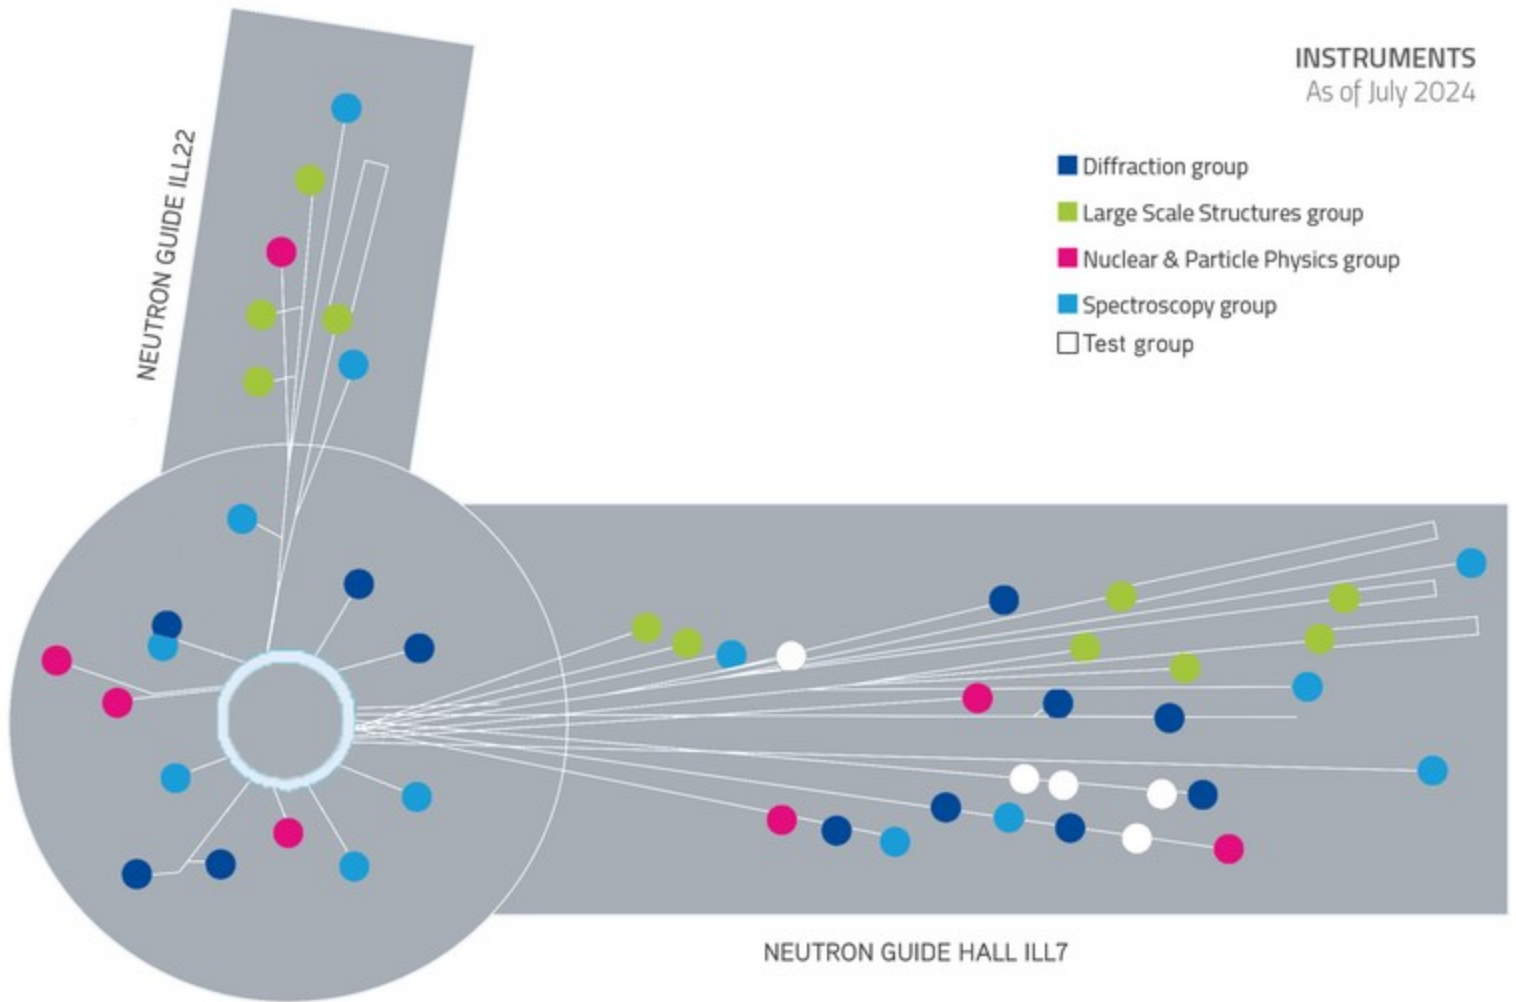 INSTRUMENTS
As of July 2024
NEUTRON GUIDE ILL22
Diffraction group
Large Scale Structures group
Nuclear & Particle Physics group
Spectroscopy group
Test group
NEUTRON GUIDE HALL ILL7